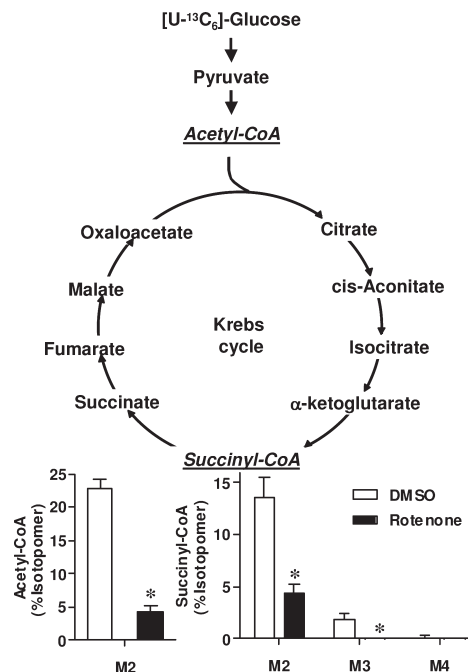 [U-¹³C₆]-Glucose
Pyruvate
Acetyl-CoA
Oxaloacetate
Citrate
Malate
cis-Aconitate
Krebs
cycle
Fumarate
Isocitrate
Succinate
α-ketoglutarate
Succinyl-CoA
Acetyl-CoA
(%Isotopomer)
25
20
15
10
5
0
*
M2
Succinyl-CoA
(%Isotopomer)
15
10
5
0
*
*
DMSO
Rotenone
M2
M3
M4